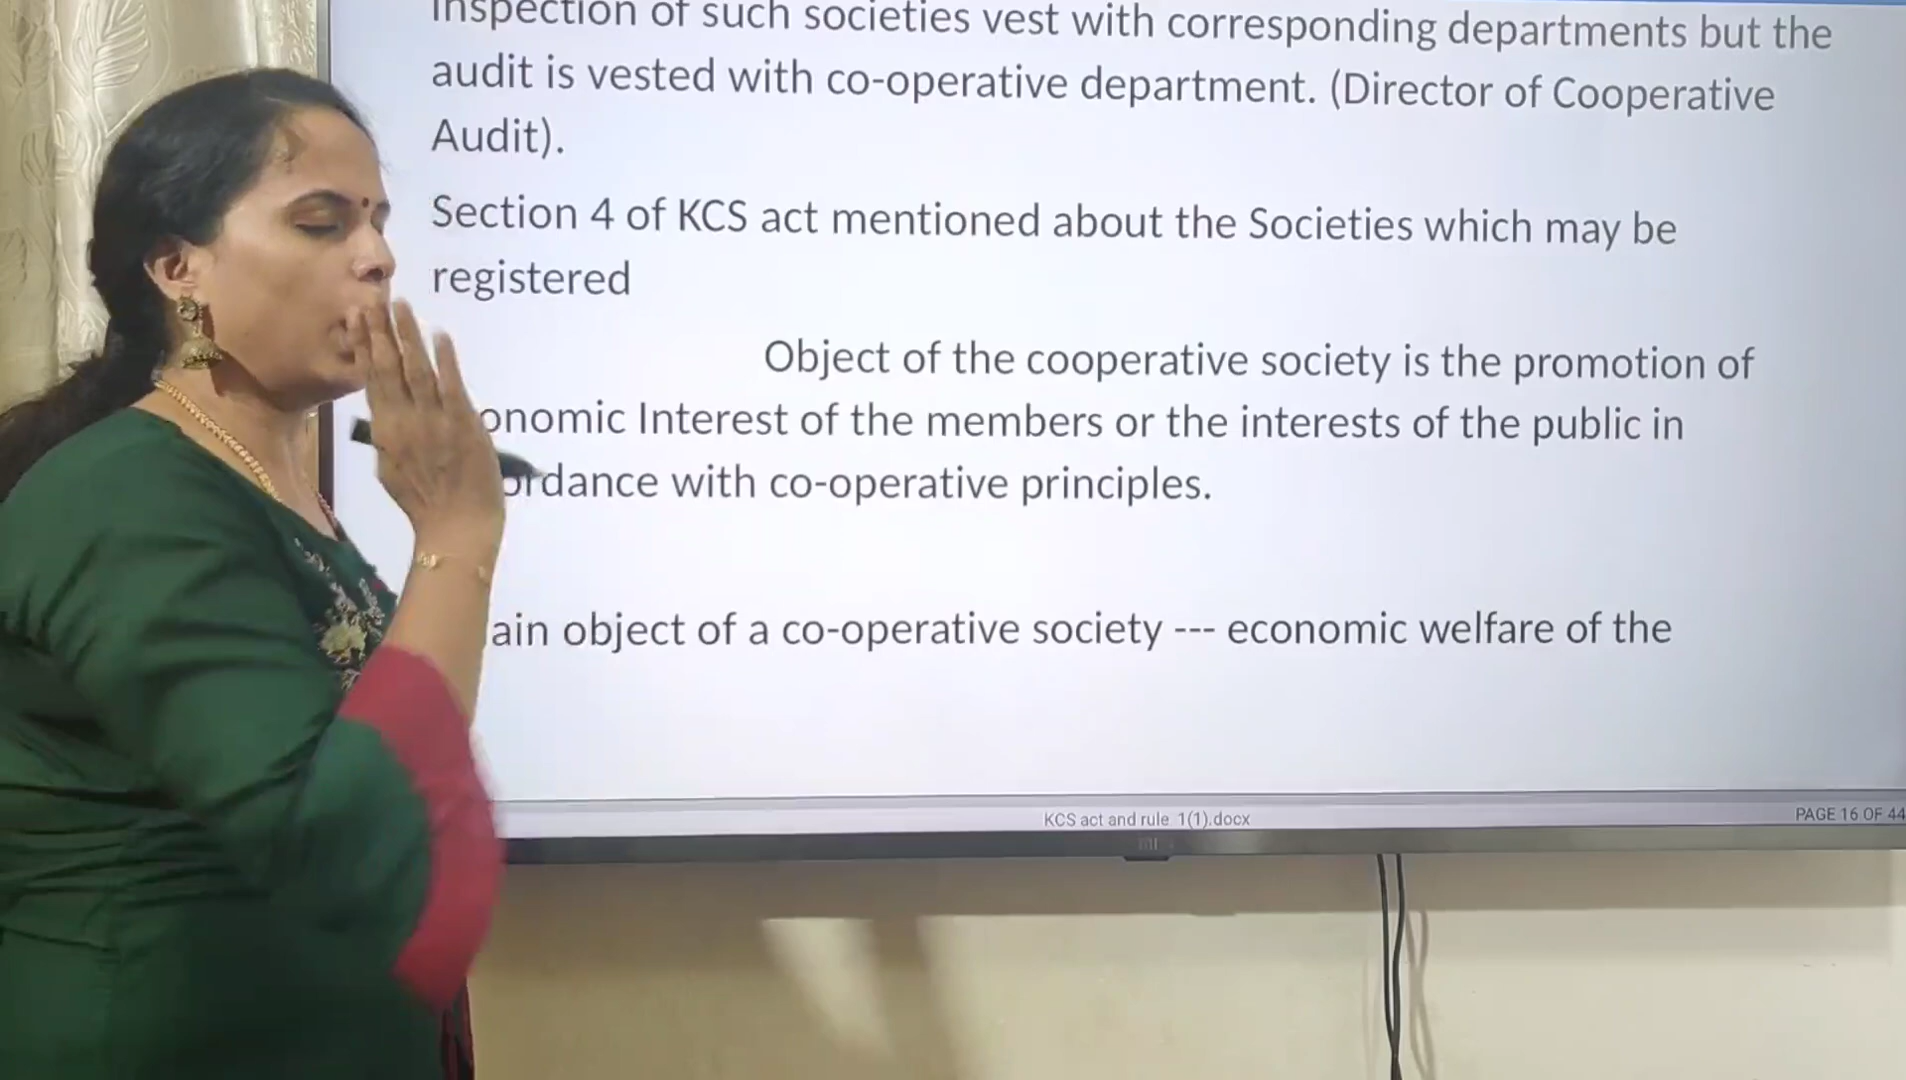 Inspection of such societies vest with corresponding departments but the
audit is vested with co-operative department. (Director of Cooperative
Audit).
Section 4 of KCS act mentioned about the Societies which may be
registered
Object of the cooperative society is the promotion of
onomic Interest of the members or the interests of the public in
ordance with co-operative principles.
ain object of a co-operative society --- economic welfare of the
KCS act and rule 1(1).docx
PAGE 16 OF 44
mi